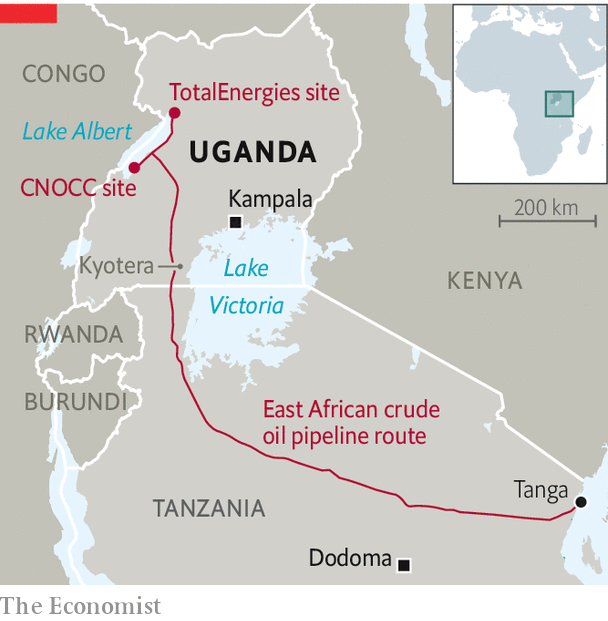 CONGO
TotalEnergies site
Lake Albert
UGANDA
CNOCC site
Kampala
200 km
Kyotera
Lake
Victoria
KENYA
RWANDA
BURUNDI
East African crude
oil pipeline route
Tanga
TANZANIA
Dodoma
The Economist